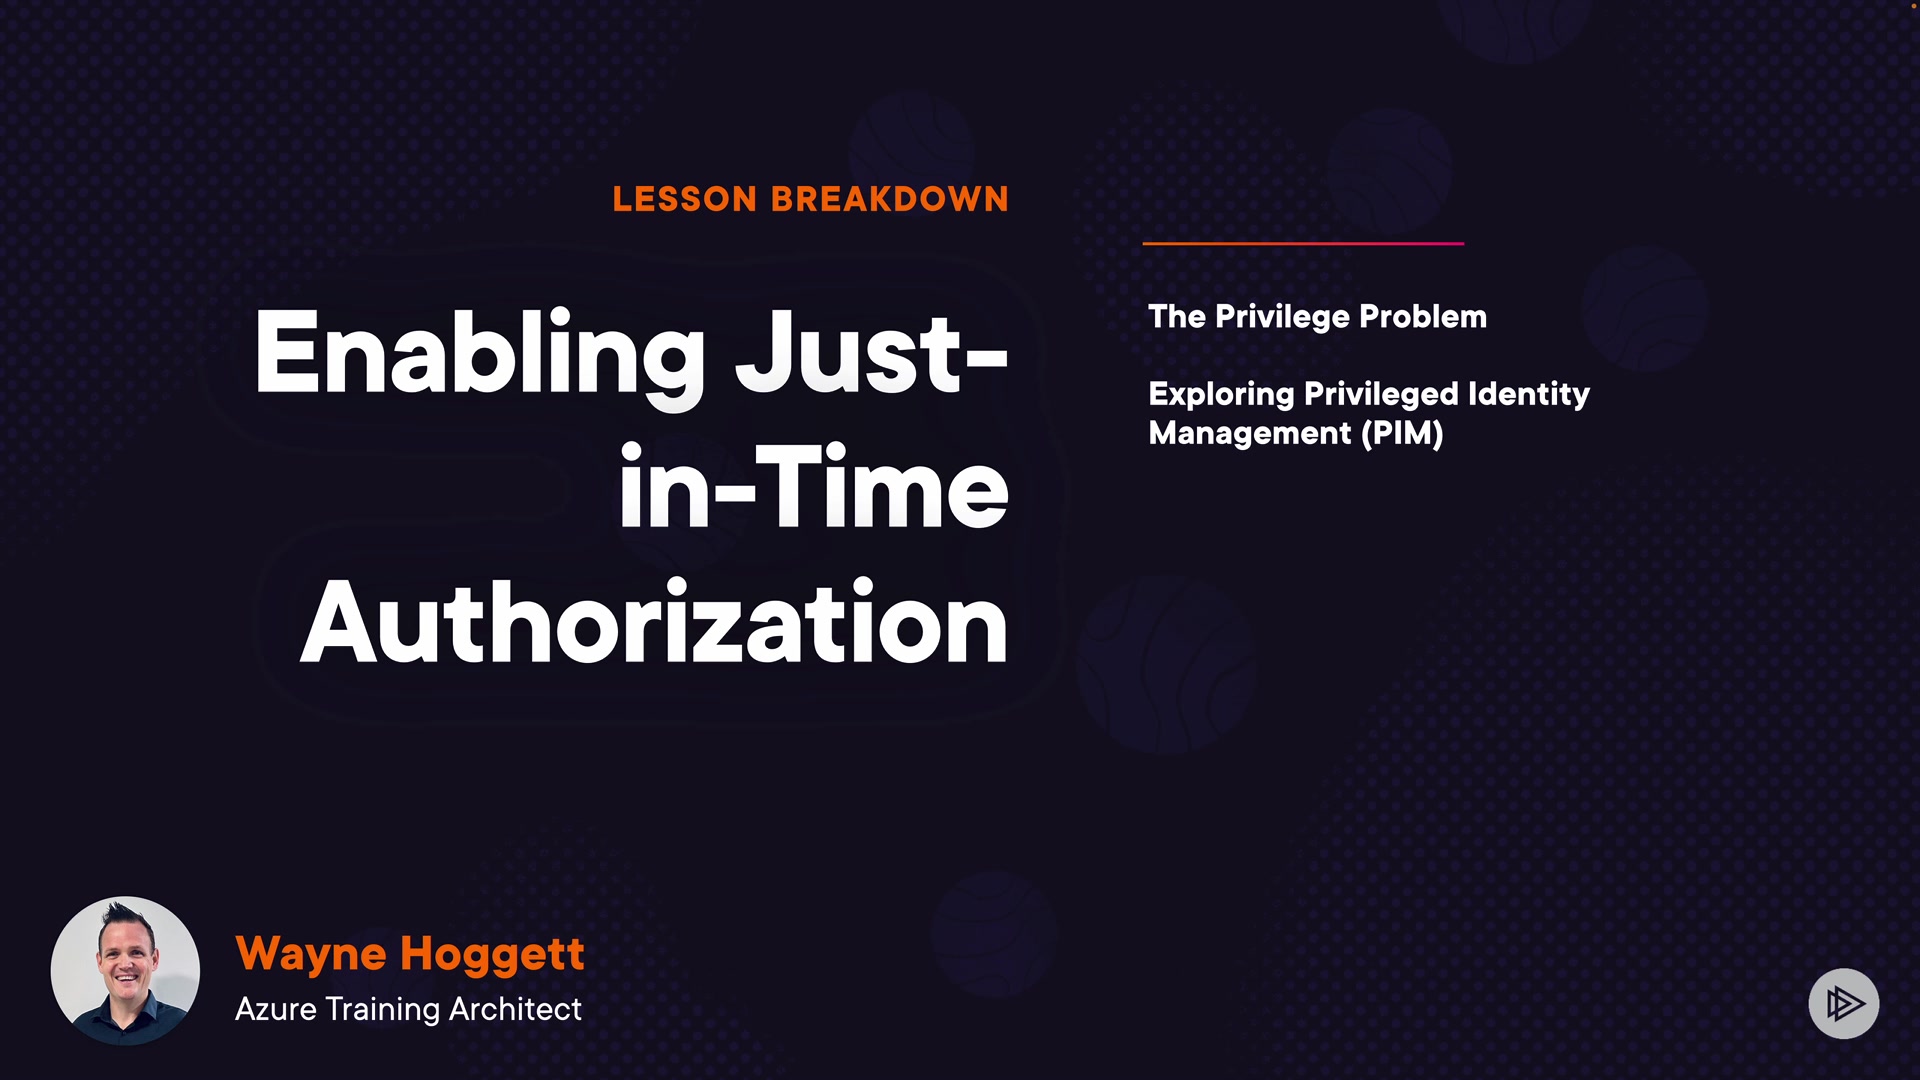 LESSON BREAKDOWN
Enabling Just-
in-Time
Authorization
The Privilege Problem
Exploring Privileged Identity
Management (PIM)
Wayne Hoggett
Azure Training Architect